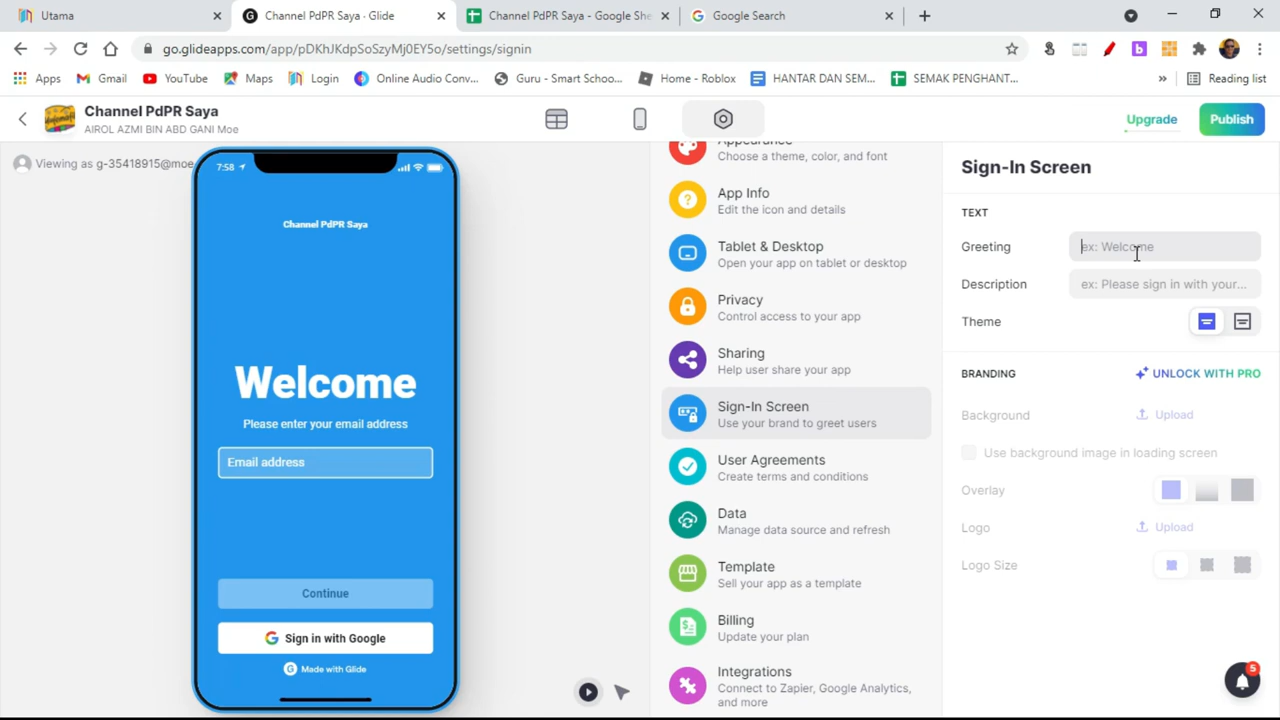 Utama
Channel PdPR Saya · Glide
Channel PdPR Saya - Google She
Google Search
go.glideapps.com/app/pDKhJKdpSoSzyMj0EY5o/settings/signin
Apps
Gmail
YouTube
Maps
Login
Online Audio Conv...
Guru - Smart Schoo...
Home - Roblox
HANTAR DAN SEM...
SEMAK PENGHANT...
»
Reading list
Channel PdPR Saya
AIROL AZMI BIN ABD GANI Moe
Upgrade
Publish
Viewing as g-35418915@moe
7:58
Channel PdPR Saya
Welcome
Please enter your email address
Email address
Continue
Sign in with Google
Made with Glide
Appearance
Choose a theme, color, and font
App Info
Edit the icon and details
Tablet & Desktop
Open your app on tablet or desktop
Privacy
Control access to your app
Sharing
Help user share your app
Sign-In Screen
Use your brand to greet users
User Agreements
Create terms and conditions
Data
Manage data source and refresh
Template
Sell your app as a template
Billing
Update your plan
Integrations
Connect to Zapier, Google Analytics,
and more
Sign-In Screen
TEXT
Greeting
ex: Welcome
Description
ex: Please sign in with your...
Theme
BRANDING
UNLOCK WITH PRO
Background
Upload
Use background image in loading screen
Overlay
Logo
Upload
Logo Size
5